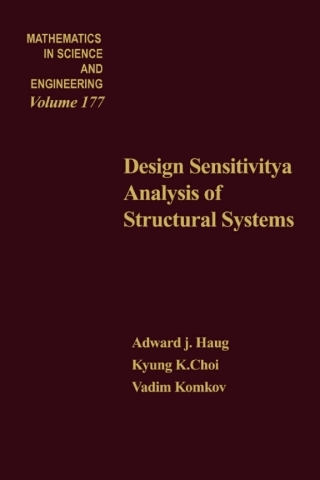 MATHEMATICS
IN SCIENCE
AND
ENGINEERING
Volume 177
Design Sensitivitya
Analysis of
Structural Systems
Adward j. Haug
Kyung K.Choi
Vadim Komkov